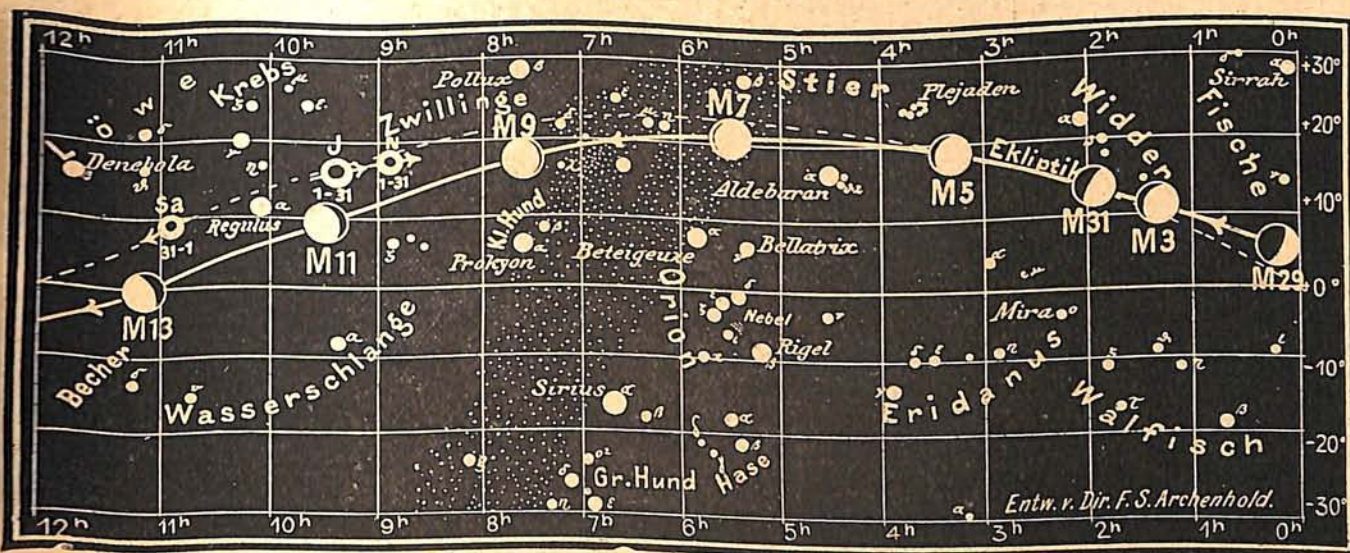 12h 11h 10h 9h 8h 7h 6h 5h 4h 3h 2h 1h 0h
+30°
+20°
+10°
+0°
-10°
-20°
-30°
Löwe
Krebs
Zwillinge
Stier
Widder
Fische
Pollux
Plejaden
Sirrah
Denebola
Regulus
Aldebaran
Ekliptik
J
1-31
1-31
Sa
31-1
M7
M9
M5
M31
M3
M29
M11
M13
Kl.Hund
Prokyon
Beteigeuze
Bellatrix
Orion
Nebel
Rigel
Mira
Becher
Wasserschlange
Sirius
Eridanus
Walfisch
Gr.Hund
Hase
Entw. v. Dir. F. S. Archenhold.
12h 11h 10h 9h 8h 7h 6h 5h 4h 3h 2h 1h 0h